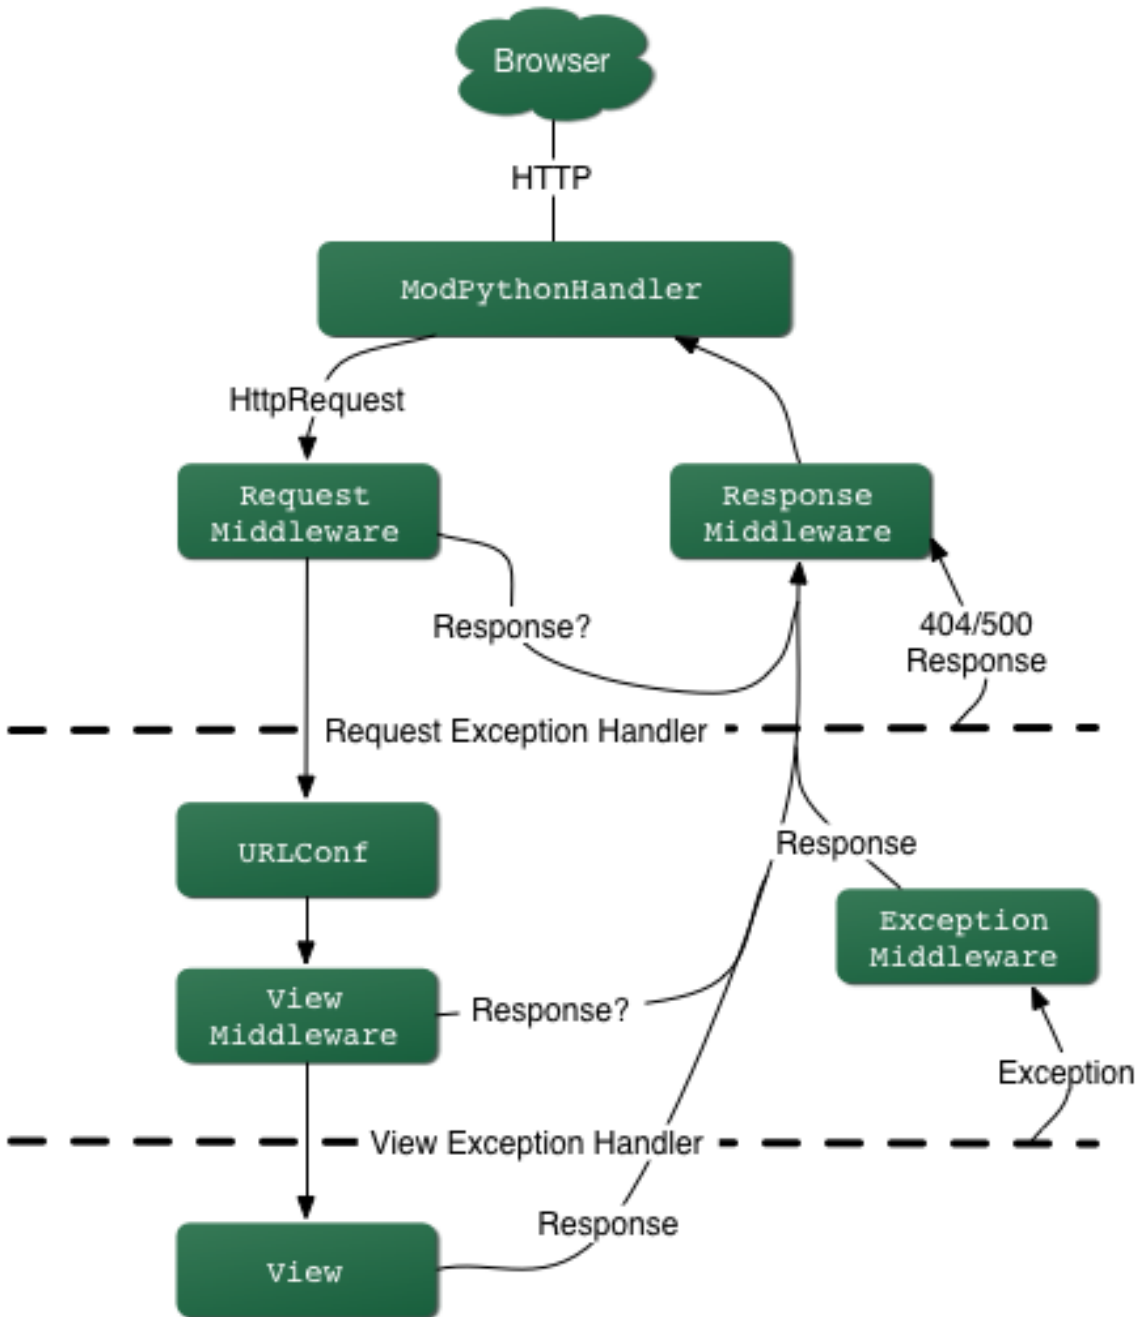 Browser
HTTP
ModPythonHandler
HttpRequest
Request
Middleware
Response
Middleware
Response?
404/500
Response
Request Exception Handler
URLConf
Response
Exception
Middleware
View
Middleware
Response?
Exception
View Exception Handler
Response
View